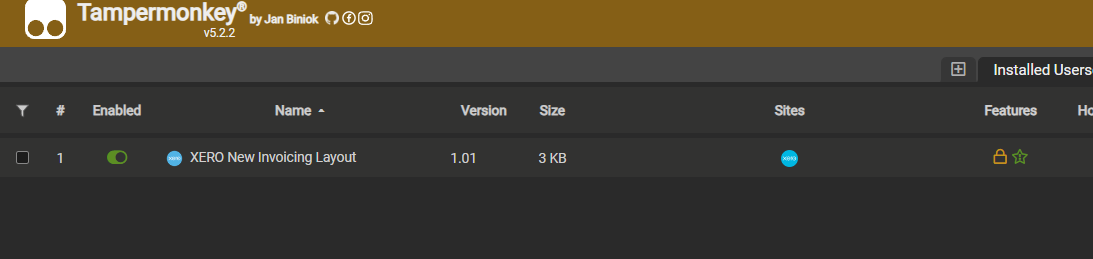 Tampermonkey® by Jan Biniok
v5.2.2
Installed Users
# Enabled Name Version Size Sites Features Ho
1 XERO New Invoicing Layout 1.01 3 KB